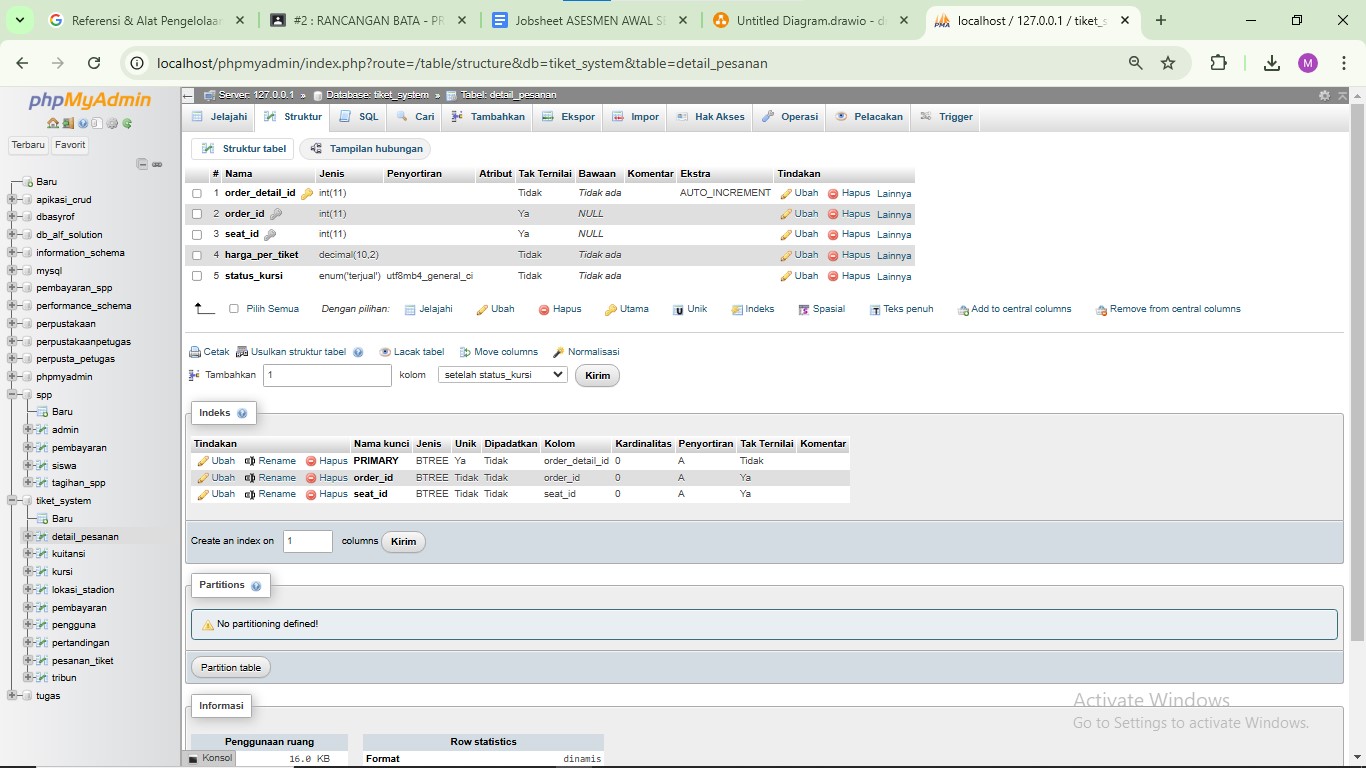 Referensi & Alat Pengelolaan
#2 : RANCANGAN BATA - PR
Jobsheet ASESMEN AWAL SE
Untitled Diagram.drawio - d
localhost / 127.0.0.1 / tiket_s
localhost/phpmyadmin/index.php?route=/table/structure&db=tiket_system&table=detail_pesanan
M
phpMyAdmin
Terbaru Favorit
Baru
apikasi_crud
dbasyrof
db_alf_solution
information_schema
mysql
pembayaran_spp
performance_schema
perpustakaan
perpustakaanpetugas
perpusta_petugas
phpmyadmin
spp
Baru
admin
pembayaran
siswa
tagihan_spp
tiket_system
Baru
detail_pesanan
kuitansi
kursi
lokasi_stadion
pembayaran
pengguna
pertandingan
pesanan_tiket
tribun
tugas
Server: 127.0.0.1 » Database: tiket_system » Tabel: detail_pesanan
Jelajahi Struktur SQL Cari Tambahkan Ekspor Impor Hak Akses Operasi Pelacakan Trigger
Struktur tabel Tampilan hubungan
# Nama Jenis Penyortiran Atribut Tak Ternilai Bawaan Komentar Ekstra Tindakan
1 order_detail_id int(11) Tidak Tidak ada AUTO_INCREMENT Ubah Hapus Lainnya
2 order_id int(11) Ya NULL Ubah Hapus Lainnya
3 seat_id int(11) Ya NULL Ubah Hapus Lainnya
4 harga_per_tiket decimal(10,2) Tidak Tidak ada Ubah Hapus Lainnya
5 status_kursi enum('terjual') utf8mb4_general_ci Tidak Tidak ada Ubah Hapus Lainnya
Pilih Semua Dengan pilihan: Jelajahi Ubah Hapus Utama Unik Indeks Spasial Teks penuh Add to central columns Remove from central columns
Cetak Usulkan struktur tabel Lacak tabel Move columns Normalisasi
Tambahkan 1 kolom setelah status_kursi Kirim
Indeks
Tindakan Nama kunci Jenis Unik Dipadatkan Kolom Kardinalitas Penyortiran Tak Ternilai Komentar
Ubah Rename Hapus PRIMARY BTREE Ya Tidak order_detail_id 0 A Tidak
Ubah Rename Hapus order_id BTREE Tidak Tidak order_id 0 A Ya
Ubah Rename Hapus seat_id BTREE Tidak Tidak seat_id 0 A Ya
Create an index on 1 columns Kirim
Partitions
No partitioning defined!
Partition table
Informasi
Penggunaan ruang Row statistics
16.0 KB Format dinamis
Konsol
Activate Windows
Go to Settings to activate Windows.